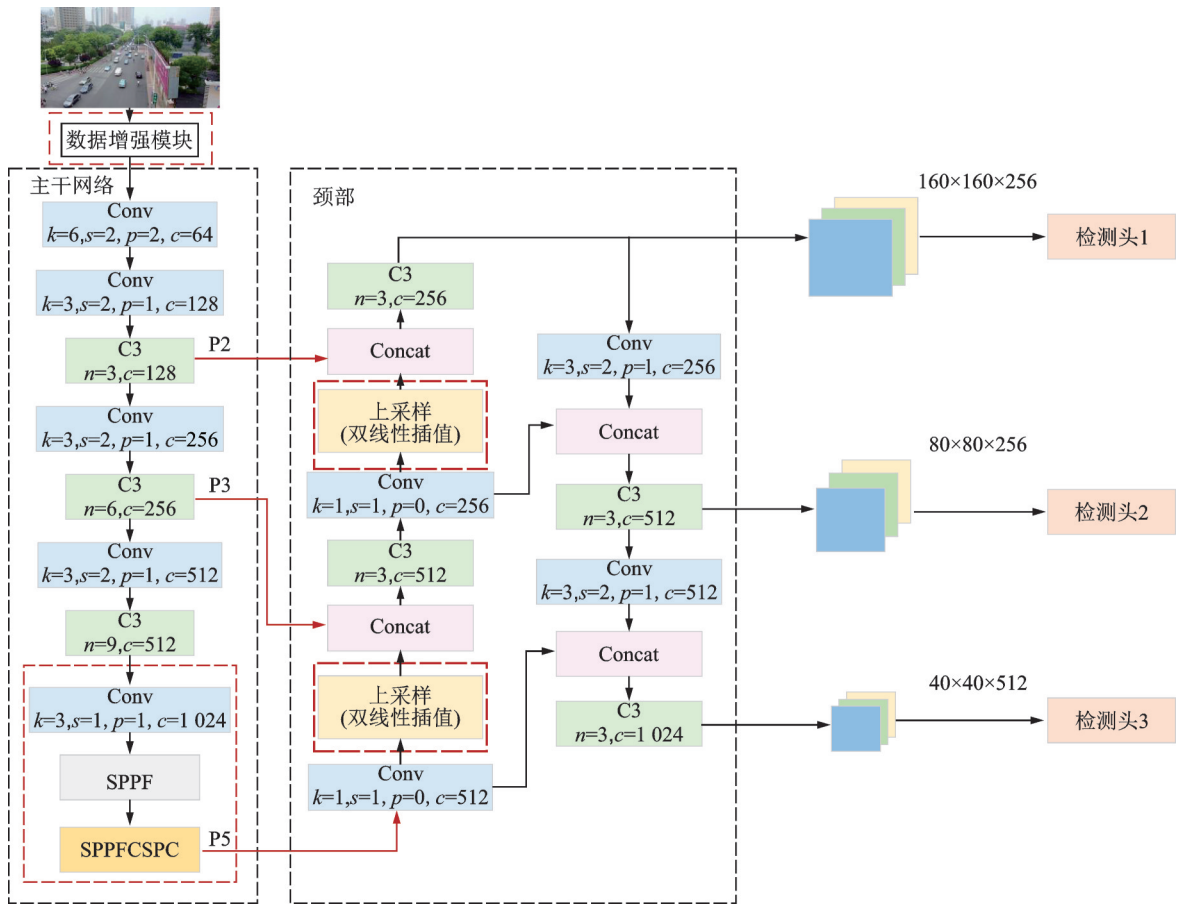 数据增强模块
主干网络
Conv
k=6,s=2, p=2, c=64
Conv
k=3,s=2, p=1, c=128
C3
n=3,c=128
P2
Conv
k=3,s=2, p=1, c=256
C3
n=6,c=256
P3
Conv
k=3,s=2, p=1, c=512
C3
n=9,c=512
Conv
k=3,s=1, p=1, c=1 024
SPPF
SPPFCSPC
P5
颈部
C3
n=3,c=256
Concat
上采样
(双线性插值)
Conv
k=1,s=1, p=0, c=256
C3
n=3,c=512
Concat
上采样
(双线性插值)
Conv
k=1,s=1, p=0, c=512
Conv
k=3,s=2, p=1, c=256
Concat
C3
n=3,c=512
Conv
k=3,s=2, p=1, c=512
Concat
C3
n=3,c=1 024
160×160×256
检测头1
80×80×256
检测头2
40×40×512
检测头3